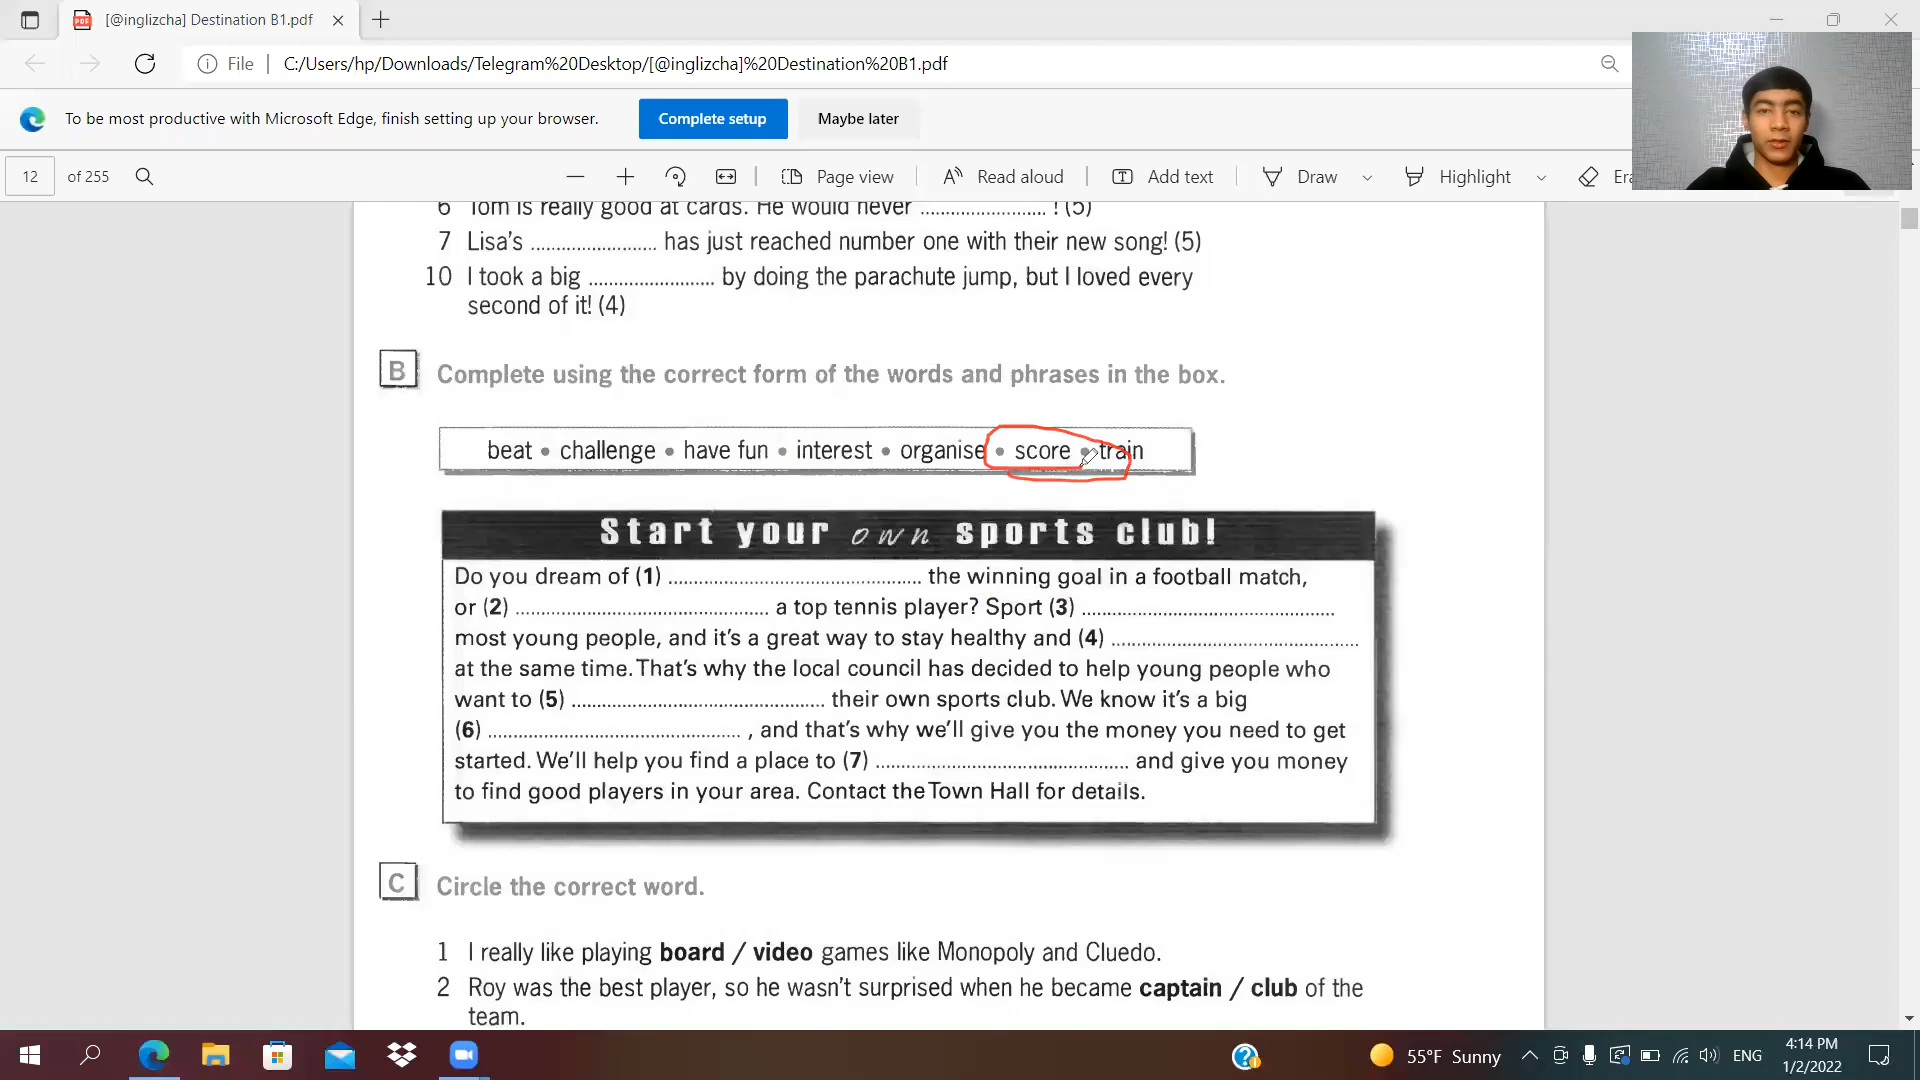 [@inglizcha] Destination B1.pdf
File
C:/Users/hp/Downloads/Telegram%20Desktop/[@inglizcha]%20Destination%20B1.pdf
To be most productive with Microsoft Edge, finish setting up your browser.
Complete setup
Maybe later
12 of 255
Page view
Read aloud
Add text
Draw
Highlight
6 Tom is really good at cards. He would never ........................ ! (5)
7 Lisa's ........................ has just reached number one with their new song! (5)
10 I took a big ........................ by doing the parachute jump, but I loved every
second of it! (4)
B Complete using the correct form of the words and phrases in the box.
beat • challenge • have fun • interest • organise • score • train
Start your own sports club!
Do you dream of (1) .......................................... the winning goal in a football match,
or (2) .......................................... a top tennis player? Sport (3) ..........................................
most young people, and it's a great way to stay healthy and (4) ..........................................
at the same time. That's why the local council has decided to help young people who
want to (5) .......................................... their own sports club. We know it's a big
(6) .......................................... , and that's why we'll give you the money you need to get
started. We'll help you find a place to (7) .......................................... and give you money
to find good players in your area. Contact the Town Hall for details.
C Circle the correct word.
1 I really like playing board / video games like Monopoly and Cluedo.
2 Roy was the best player, so he wasn't surprised when he became captain / club of the
team.
55°F Sunny
ENG
4:14 PM
1/2/2022